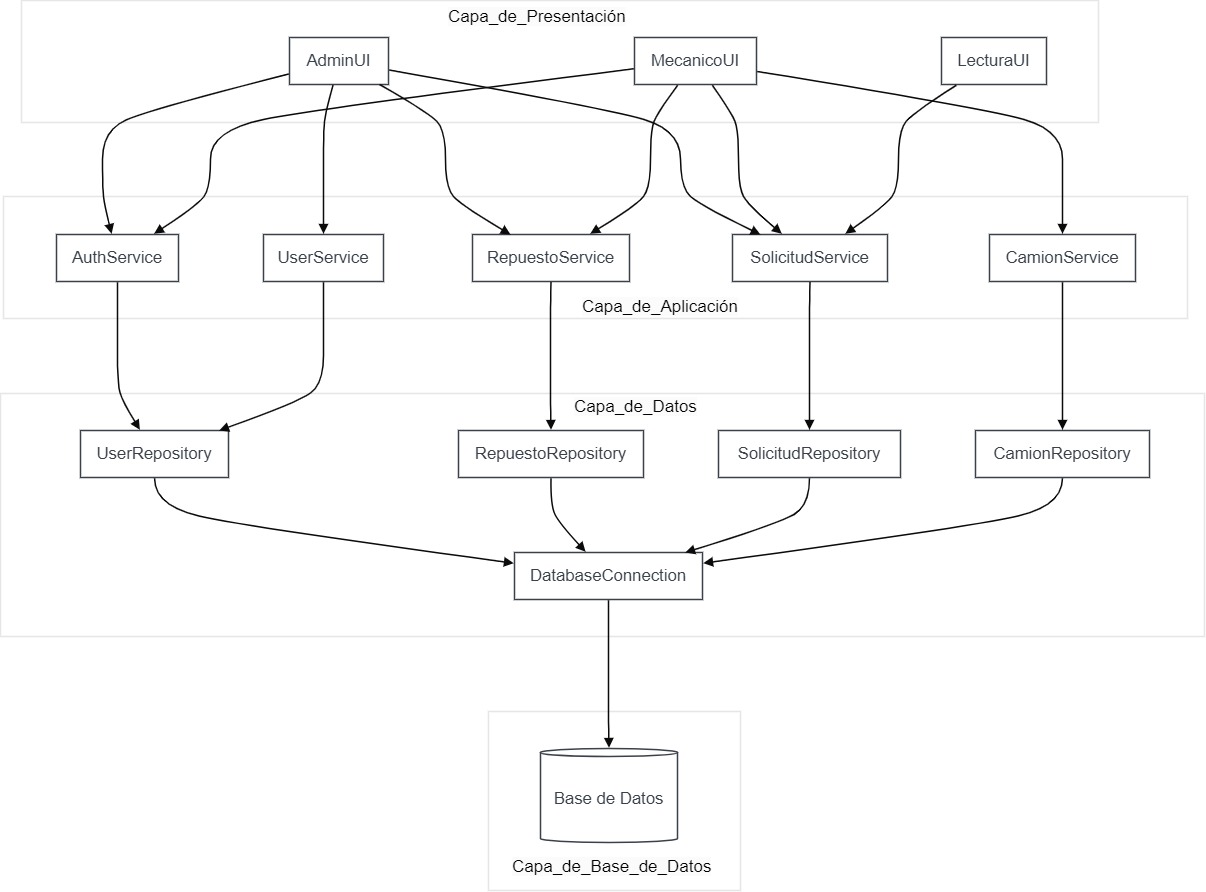 Capa_de_Presentación
AdminUI
MecanicoUI
LecturaUI
AuthService
UserService
RepuestoService
SolicitudService
CamionService
Capa_de_Aplicación
Capa_de_Datos
UserRepository
RepuestoRepository
SolicitudRepository
CamionRepository
DatabaseConnection
Base de Datos
Capa_de_Base_de_Datos